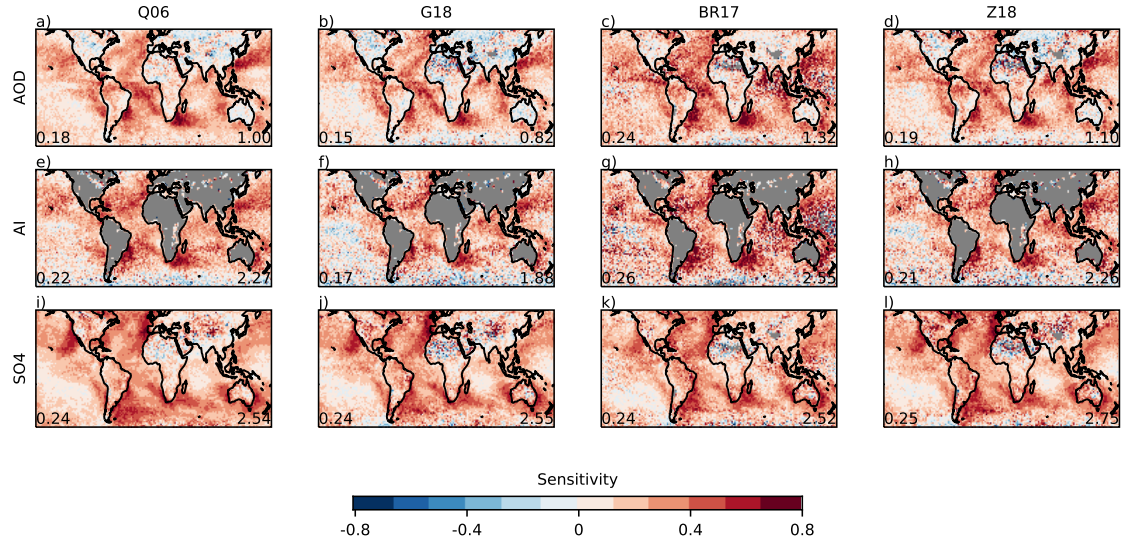 Q06 G18 BR17 Z18
a) b) c) d)
AOD
0.18 1.00 0.15 0.82 0.24 1.32 0.19 1.10
e) f) g) h)
AI
0.22 2.27 0.17 1.88 0.26 2.55 0.21 2.26
i) j) k) l)
SO4
0.24 2.54 0.24 2.55 0.24 2.52 0.25 2.75
Sensitivity
-0.8 -0.4 0 0.4 0.8